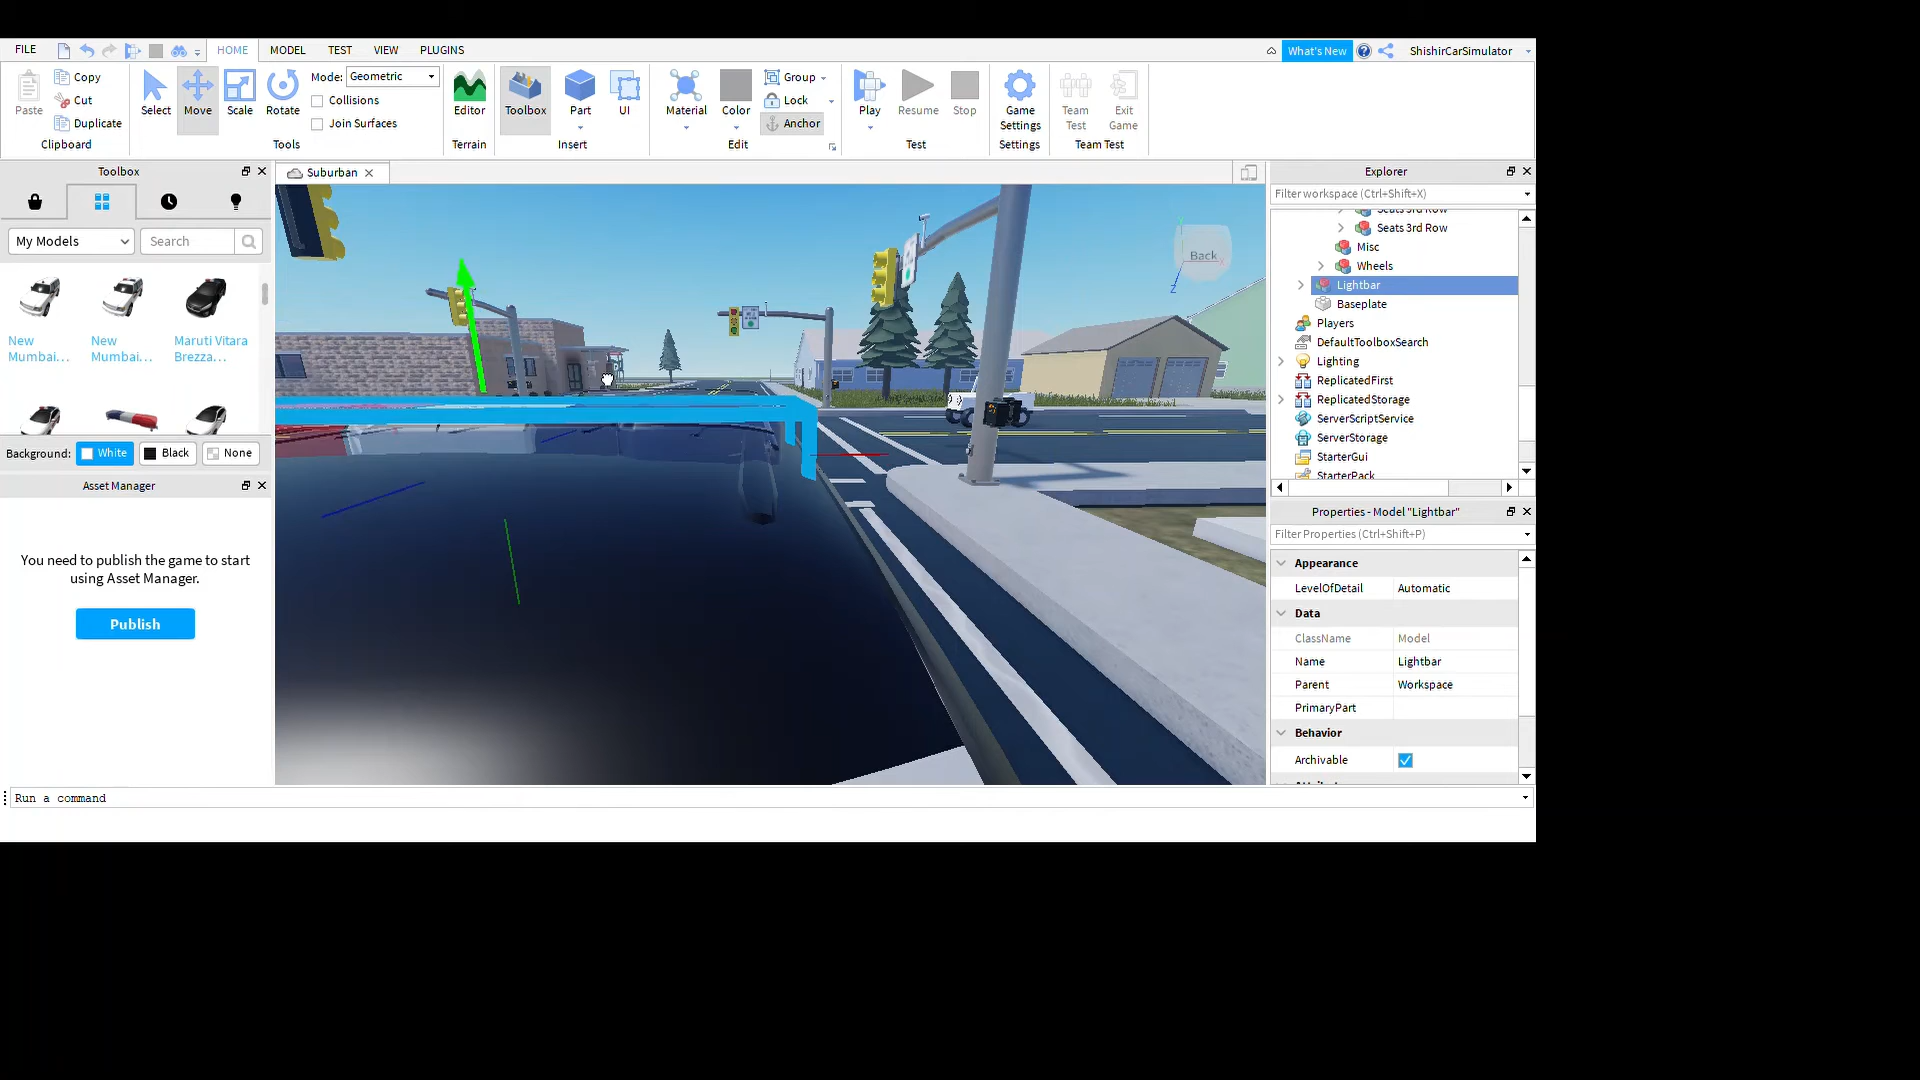 FILE
HOME
MODEL
TEST
VIEW
PLUGINS
What's New
ShishirCarSimulator
Paste
Copy
Cut
Duplicate
Clipboard
Select
Move
Scale
Rotate
Mode:
Geometric
Collisions
Join Surfaces
Tools
Editor
Terrain
Toolbox
Part
UI
Insert
Material
Color
Group
Lock
Anchor
Edit
Play
Resume
Stop
Test
Game
Settings
Settings
Team
Test
Exit
Game
Team Test
Toolbox
My Models
Search
New
Mumbai...
New
Mumbai...
Maruti Vitara
Brezza...
Background:
White
Black
None
Asset Manager
You need to publish the game to start
using Asset Manager.
Publish
Suburban
Back
Explorer
Filter workspace (Ctrl+Shift+X)
Seats 3rd Row
Seats 3rd Row
Misc
Wheels
Lightbar
Baseplate
Players
DefaultToolboxSearch
Lighting
ReplicatedFirst
ReplicatedStorage
ServerScriptService
ServerStorage
StarterGui
StarterPack
Properties - Model "Lightbar"
Filter Properties (Ctrl+Shift+P)
Appearance
LevelOfDetail Automatic
Data
ClassName Model
Name Lightbar
Parent Workspace
PrimaryPart
Behavior
Archivable
Run a command